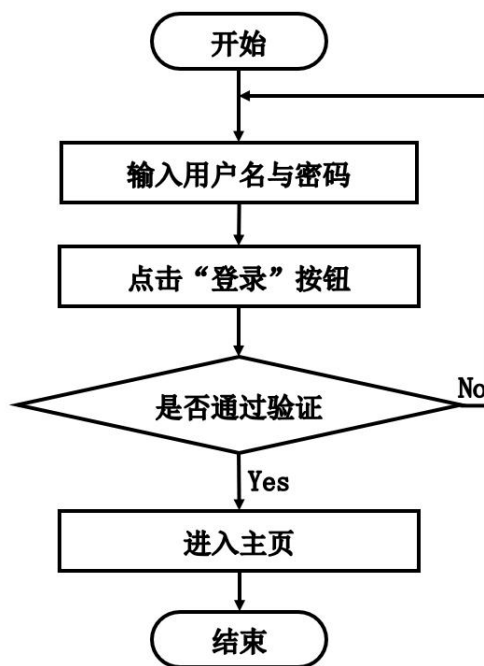 开始
输入用户名与密码
点击“登录”按钮
是否通过验证
No
Yes
进入主页
结束